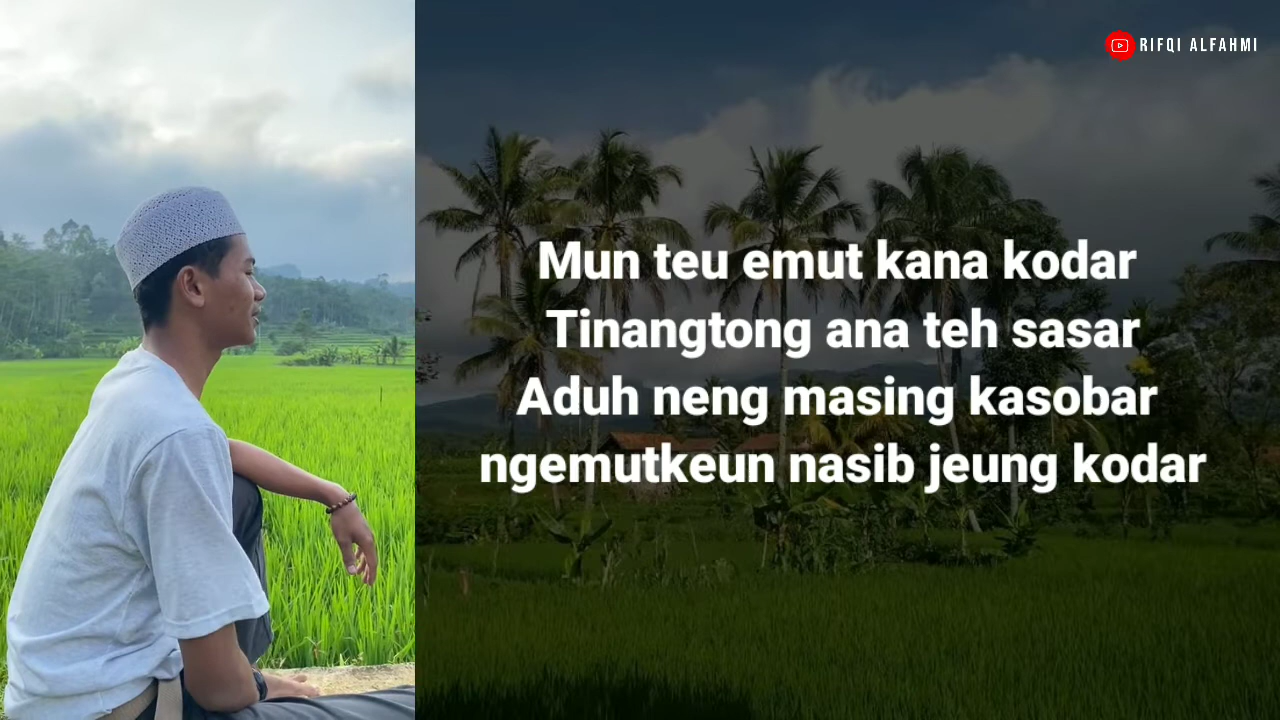 RIFQI ALFAHMI
Mun teu emut kana kodar
Tinangtong ana teh sasar
Aduh neng masing kasobar
ngemutkeun nasib jeung kodar